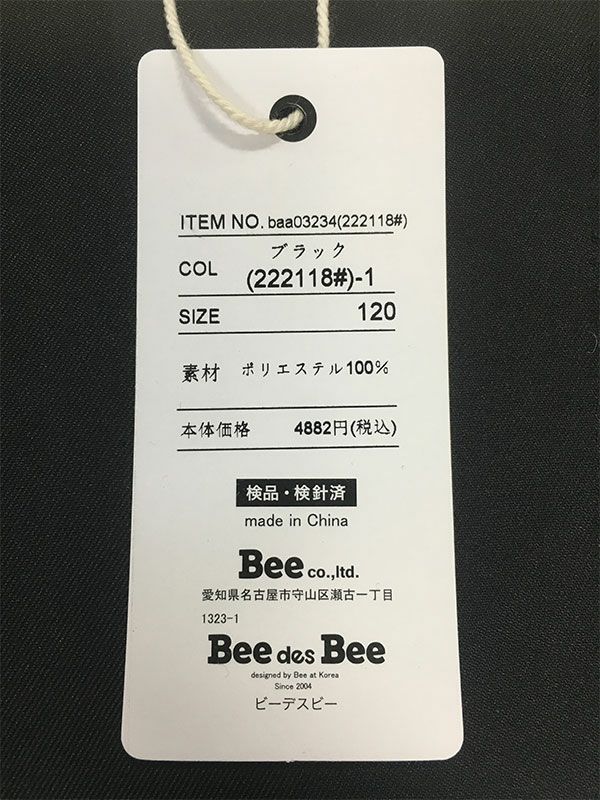 ITEM NO. baa03234(222118#)
ブラック
COL (222118#)-1
SIZE 120
素材 ポリエステル100%
本体価格 4882円(税込)
検品・検針済
made in China
Bee co.,ltd.
愛知県名古屋市守山区瀬古一丁目
1323-1
Bee des Bee
designed by Bee at Korea
Since 2004
ビーデスビー